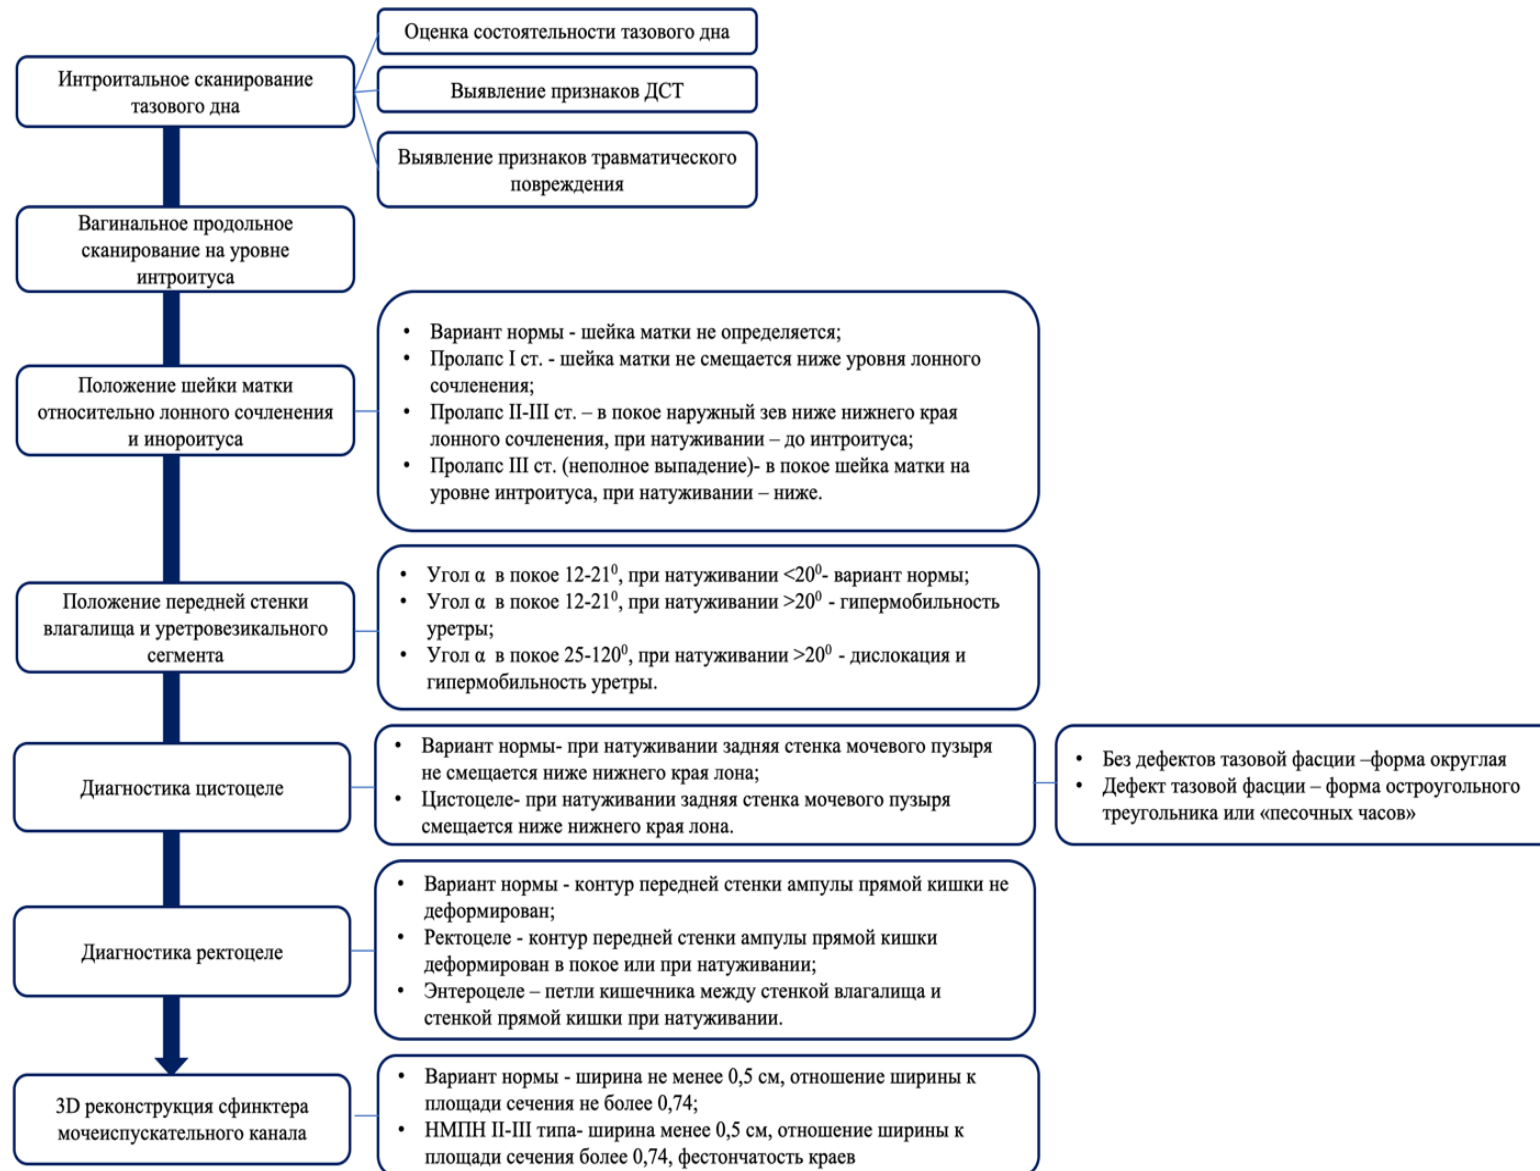 Оценка состоятельности тазового дна
Интроитальное сканирование
тазового дна
Выявление признаков ДСТ
Выявление признаков травматического
повреждения
Вагинальное продольное
сканирование на уровне
интроитуса
Положение шейки матки
относительно лонного сочленения
и инороитуса
• Вариант нормы - шейка матки не определяется;
• Пролапс I ст. - шейка матки не смещается ниже уровня лонного
сочленения;
• Пролапс II-III ст. – в покое наружный зев ниже нижнего края
лонного сочленения, при натуживании – до интроитуса;
• Пролапс III ст. (неполное выпадение)- в покое шейка матки на
уровне интроитуса, при натуживании – ниже.
Положение передней стенки
влагалища и уретровезикального
сегмента
• Угол α в покое 12-21⁰, при натуживании <20⁰- вариант нормы;
• Угол α в покое 12-21⁰, при натуживании >20⁰ - гипермобильность
уретры;
• Угол α в покое 25-120⁰, при натуживании >20⁰ - дислокация и
гипермобильность уретры.
Диагностика цистоцеле
• Вариант нормы- при натуживании задняя стенка мочевого пузыря
не смещается ниже нижнего края лона;
• Цистоцеле- при натуживании задняя стенка мочевого пузыря
смещается ниже нижнего края лона.
• Без дефектов тазовой фасции –форма округлая
• Дефект тазовой фасции – форма остроугольного
треугольника или «песочных часов»
Диагностика ректоцеле
• Вариант нормы - контур передней стенки ампулы прямой кишки не
деформирован;
• Ректоцеле - контур передней стенки ампулы прямой кишки
деформирован в покое или при натуживании;
• Энтероцеле – петли кишечника между стенкой влагалища и
стенкой прямой кишки при натуживании.
3D реконструкция сфинктера
мочеиспускательного канала
• Вариант нормы - ширина не менее 0,5 см, отношение ширины к
площади сечения не более 0,74;
• НМПН II-III типа- ширина менее 0,5 см, отношение ширины к
площади сечения более 0,74, фестончатость краев